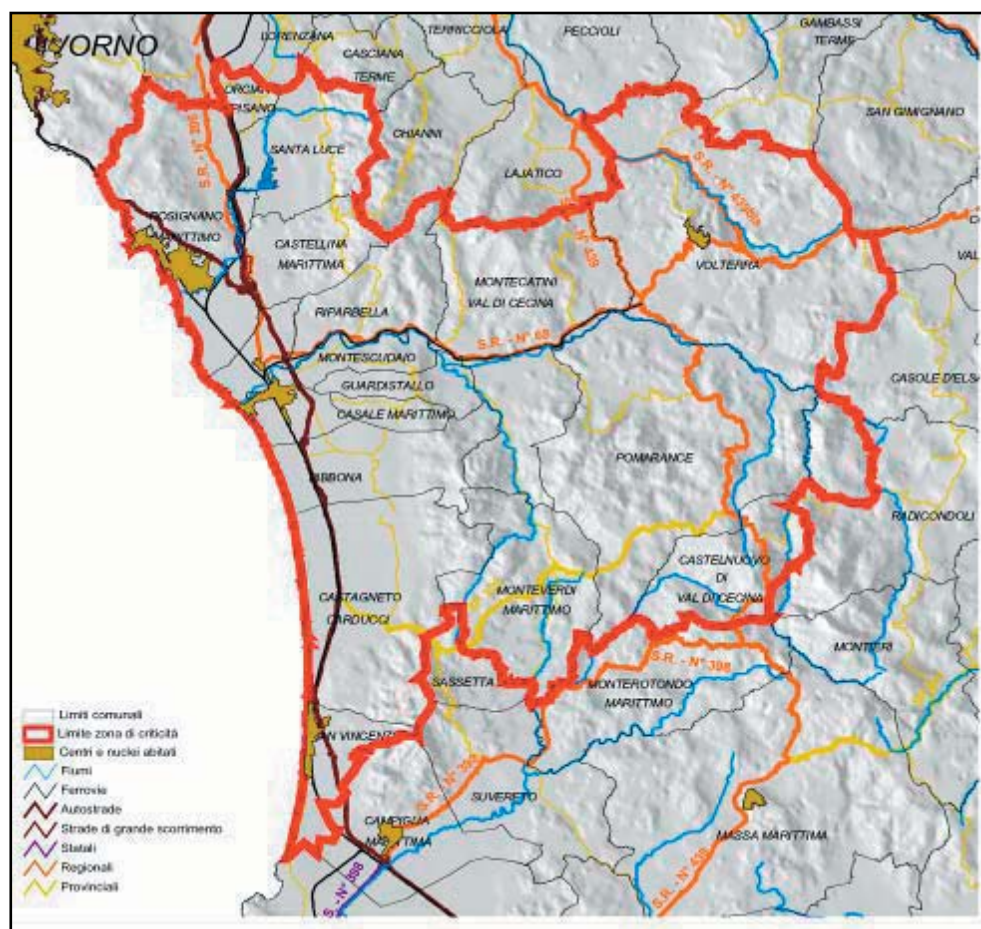 VORNO
LORENZANA
TERRICCIOLA
PECCIOLI
GAMBASSI
TERME
CASCIANA
TERME
ORCIANO
PISANO
SAN GIMIGNANO
S.R. - N° 206
CHIANNI
SANTA LUCE
LAJATICO
S.R. - N° 439bis
ROSIGNANO
MARITTIMO
CASTELLINA
MARITTIMA
N° 439
VOLTERRA
VAL
MONTECATINI
VAL DI CECINA
RIPARBELLA
S.R. - N° 68
MONTESCUDAIO
GUARDISTALLO
CASALE MARITTIMO
CASOLE D'ELSA
POMARANCE
BIBBONA
RADICONDOLI
CASTELNUOVO
DI
VAL DI CECINA
MONTEVERDI
MARITTIMO
CASTAGNETO
CARDUCCI
MONTIERI
S.R. - N° 398
SASSETTA
MONTEROTONDO
MARITTIMO
SAN VINCENZO
SUVERETO
CAMPIGLIA
MARITTIMA
MASSA MARITTIMA
S.R. - N° 439
S.S. - N° 398
Limiti comunali
Limite zona di criticità
Centri e nuclei abitati
Fiumi
Ferrovie
Autostrade
Strade di grande scorrimento
Statali
Regionali
Provinciali